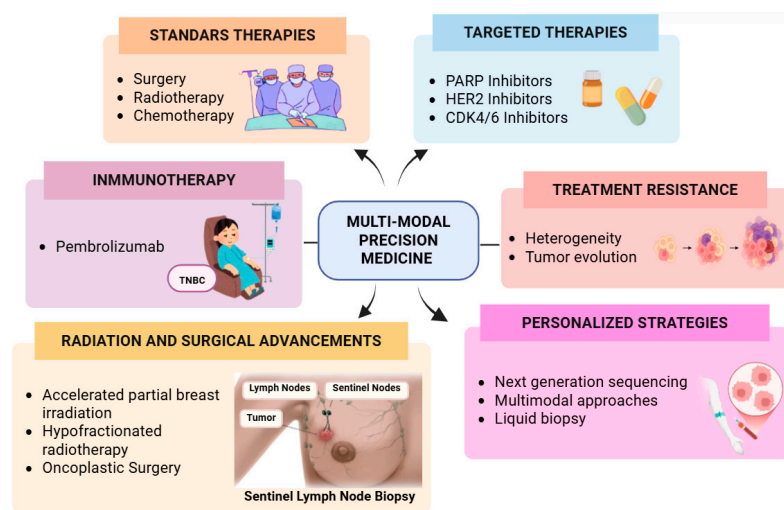 STANDARS THERAPIES
• Surgery
• Radiotherapy
• Chemotherapy
TARGETED THERAPIES
• PARP Inhibitors
• HER2 Inhibitors
• CDK4/6 Inhibitors
INMMUNOTHERAPY
• Pembrolizumab
TNBC
MULTI-MODAL
PRECISION
MEDICINE
TREATMENT RESISTANCE
• Heterogeneity
• Tumor evolution
RADIATION AND SURGICAL ADVANCEMENTS
• Accelerated partial breast
irradiation
• Hypofractionated
radiotherapy
• Oncoplastic Surgery
Lymph Nodes
Sentinel Nodes
Tumor
Sentinel Lymph Node Biopsy
PERSONALIZED STRATEGIES
• Next generation sequencing
• Multimodal approaches
• Liquid biopsy